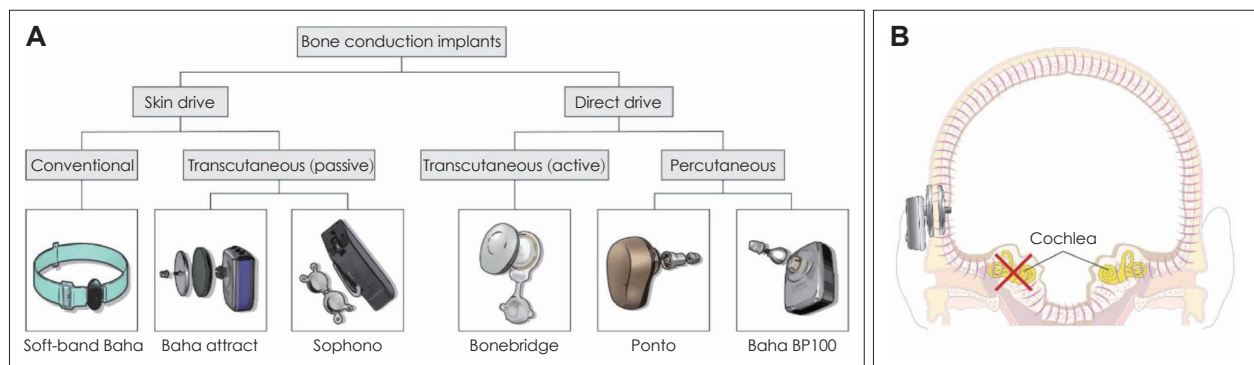 A
Bone conduction implants
Skin drive
Direct drive
Conventional
Transcutaneous (passive)
Transcutaneous (active)
Percutaneous
Soft-band Baha
Baha attract
Sophono
Bonebridge
Ponto
Baha BP100
B
Cochlea